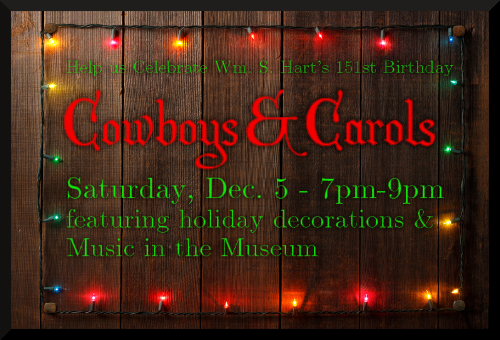 Help us Celebrate Wm. S. Hart's 151st Birthday
Cowboys & Carols
Saturday, Dec. 5 - 7pm-9pm
featuring holiday decorations &
Music in the Museum